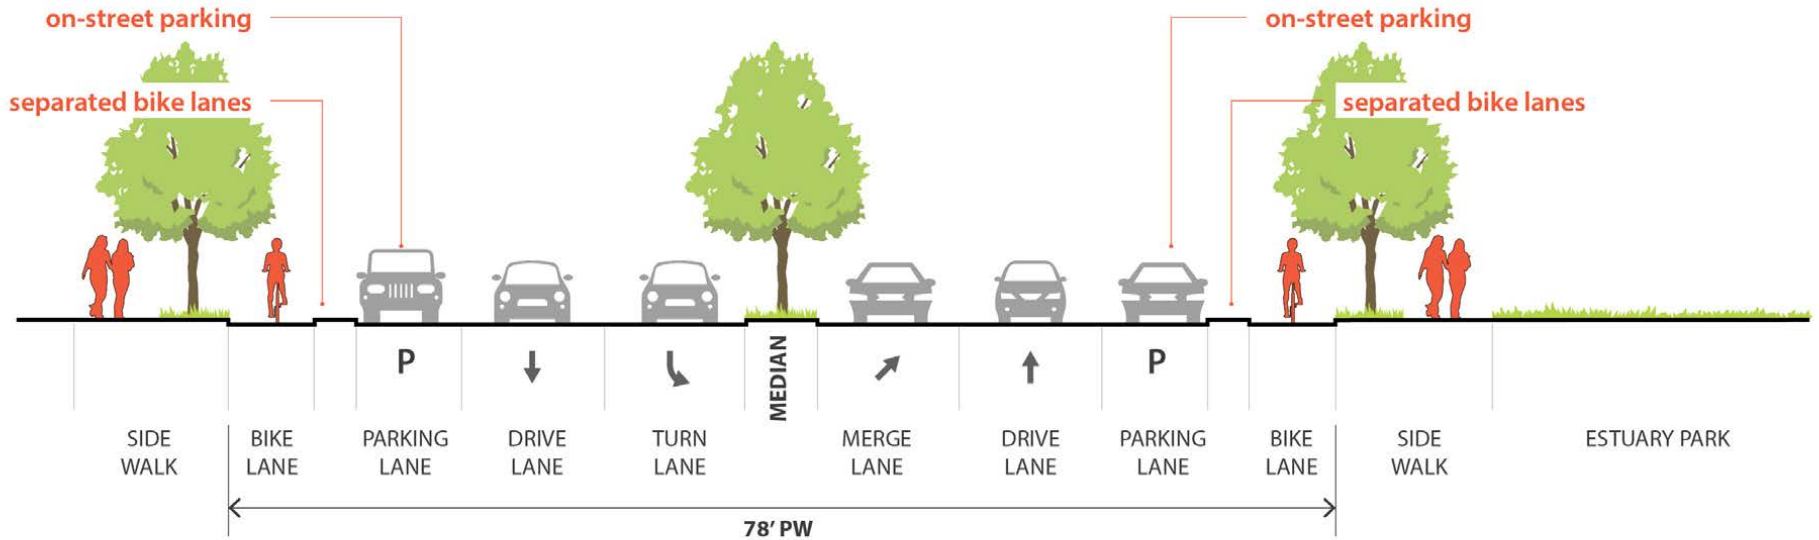 on-street parking
on-street parking
separated bike lanes
separated bike lanes
P
MEDIAN
P
SIDE
WALK
BIKE
LANE
PARKING
LANE
DRIVE
LANE
TURN
LANE
MERGE
LANE
DRIVE
LANE
PARKING
LANE
BIKE
LANE
SIDE
WALK
ESTUARY PARK
78’ PW